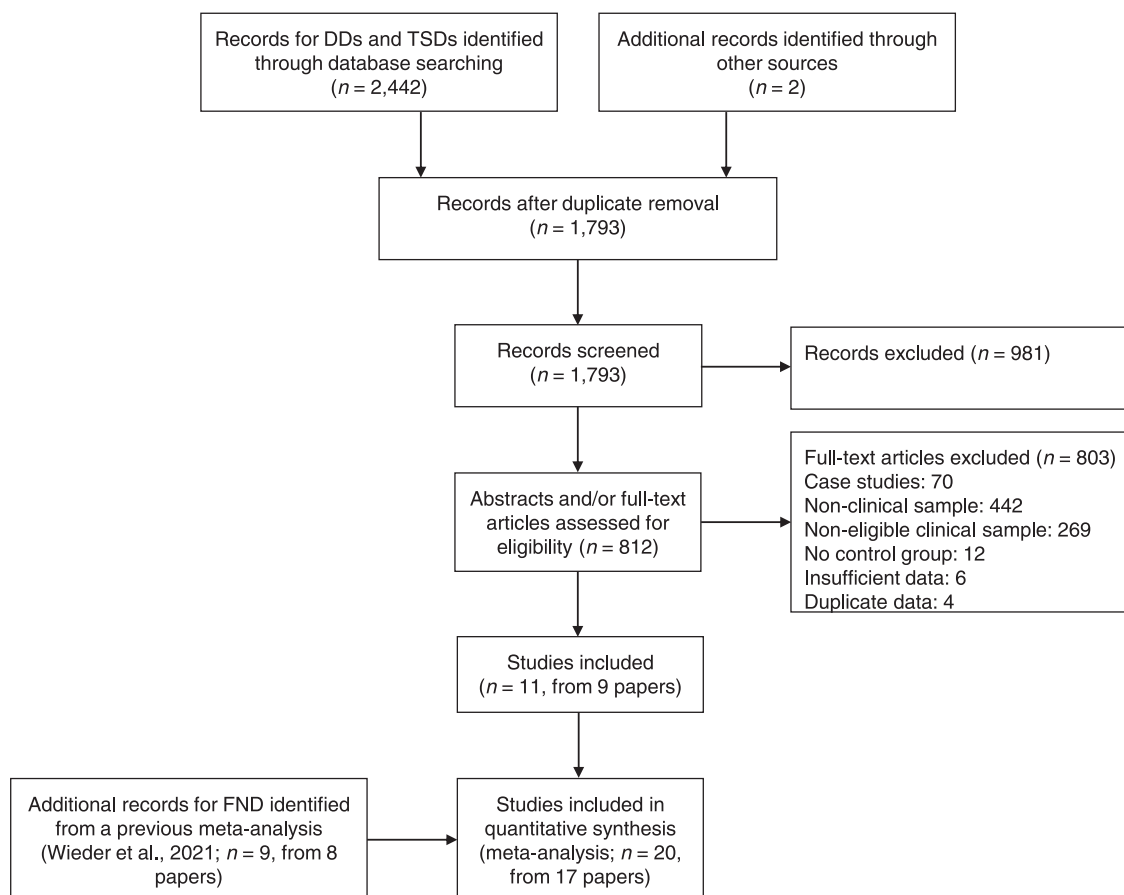 Records for DDs and TSDs identified
through database searching
(n = 2,442)
Additional records identified through
other sources
(n = 2)
Records after duplicate removal
(n = 1,793)
Records screened
(n = 1,793)
Records excluded (n = 981)
Abstracts and/or full-text
articles assessed for
eligibility (n = 812)
Full-text articles excluded (n = 803)
Case studies: 70
Non-clinical sample: 442
Non-eligible clinical sample: 269
No control group: 12
Insufficient data: 6
Duplicate data: 4
Studies included
(n = 11, from 9 papers)
Additional records for FND identified
from a previous meta-analysis
(Wieder et al., 2021; n = 9, from 8
papers)
Studies included in
quantitative synthesis
(meta-analysis; n = 20,
from 17 papers)